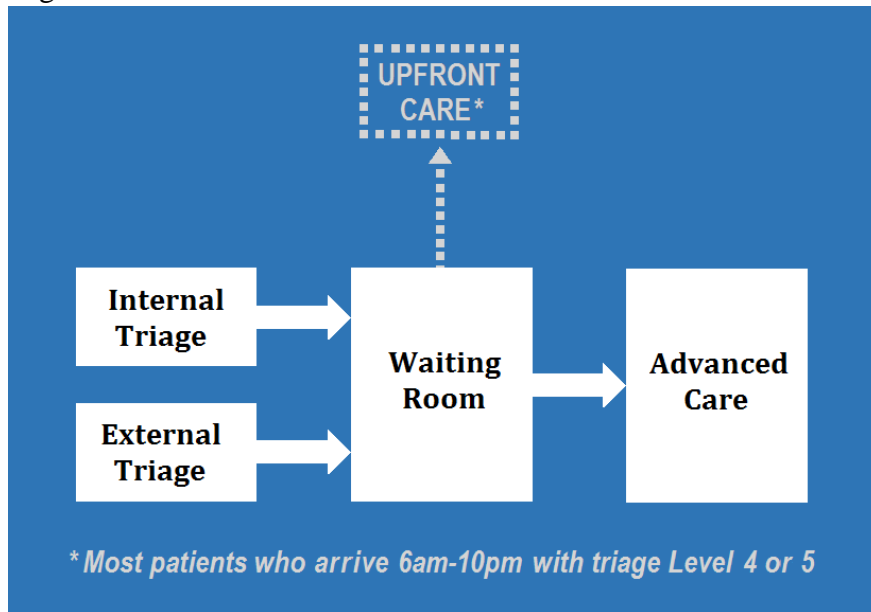 UPFRONT
CARE*
Internal
Triage
Waiting
Room
Advanced
Care
External
Triage
* Most patients who arrive 6am-10pm with triage Level 4 or 5